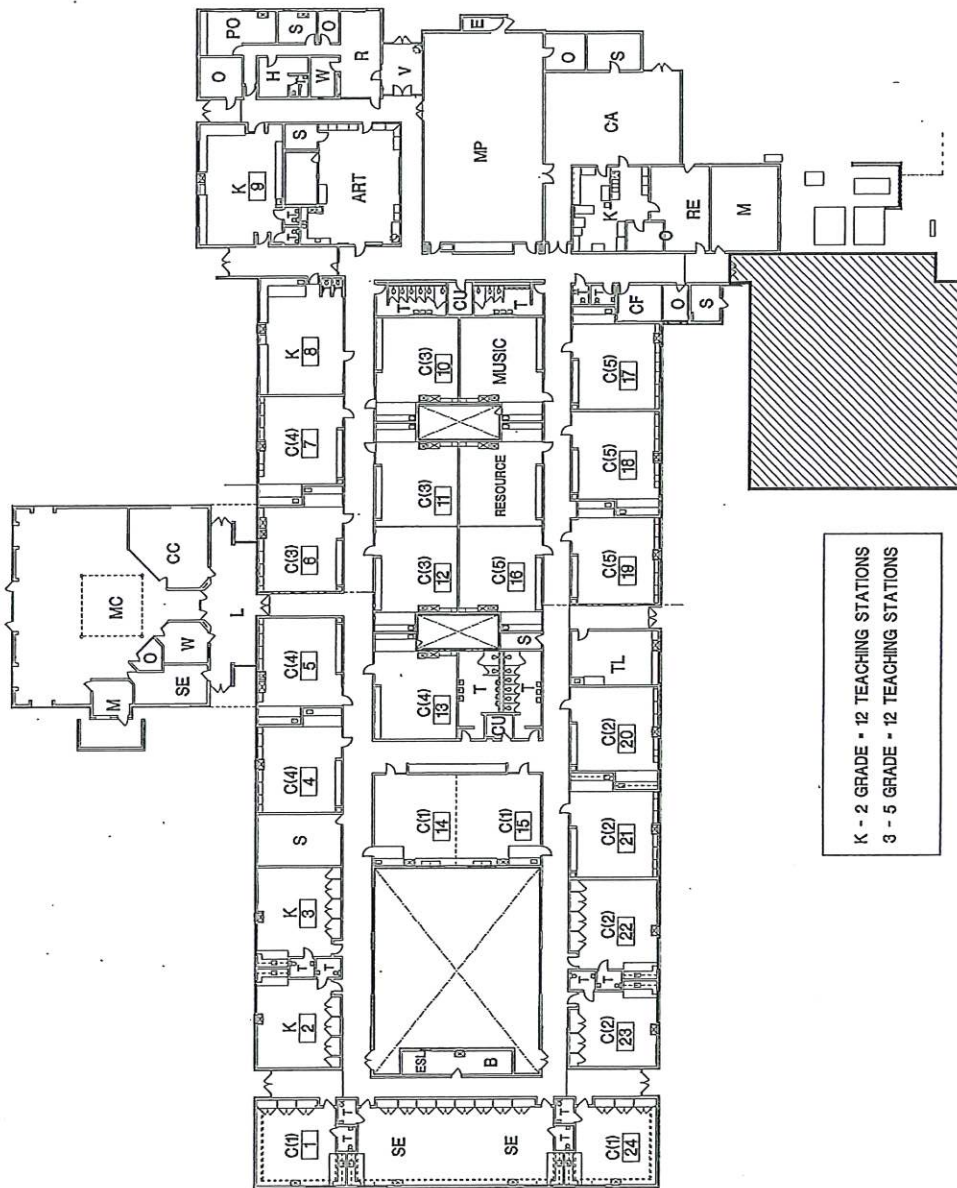 PO
S
O
O
H
T
W
R
V
E
O
S
K
9
S
T
T
ART
MP
CA
K
RE
O
M
MC
CC
O
W
M
SE
L
K
8
C(4)
7
C(3)
6
C(4)
5
C(4)
4
S
K
3
T
T
K
2
C(1)
1
T
T
T
CU
T
C(3)
10
MUSIC
C(3)
11
RESOURCE
C(3)
12
C(5)
16
S
C(4)
13
T
T
CU
C(1)
14
C(1)
15
ESL
B
SE
SE
T
T
CF
O
S
C(5)
17
C(5)
18
C(5)
19
TL
C(2)
20
C(2)
21
C(2)
22
T
T
C(2)
23
T
T
C(1)
24
K - 2 GRADE = 12 TEACHING STATIONS
3 - 5 GRADE = 12 TEACHING STATIONS